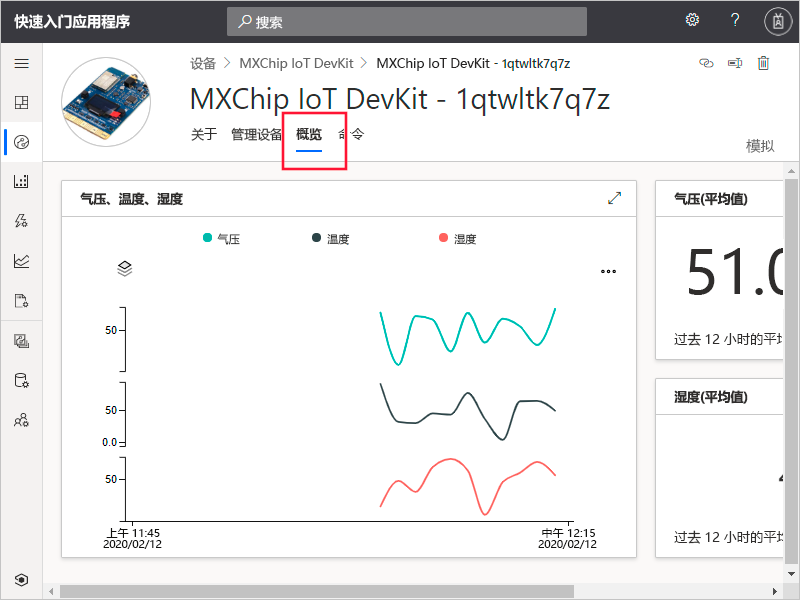 快速入门应用程序
搜索
设备 > MXChip IoT DevKit > MXChip IoT DevKit - 1qtwltk7q7z
MXChip IoT DevKit - 1qtwltk7q7z
关于 管理设备 概览 命令
模拟
气压、温度、湿度
气压 温度 湿度
50
50
0.0
50
上午 11:45
2020/02/12
中午 12:15
2020/02/12
气压(平均值)
51.0
过去 12 小时的平均
湿度(平均值)
过去 12 小时的平均